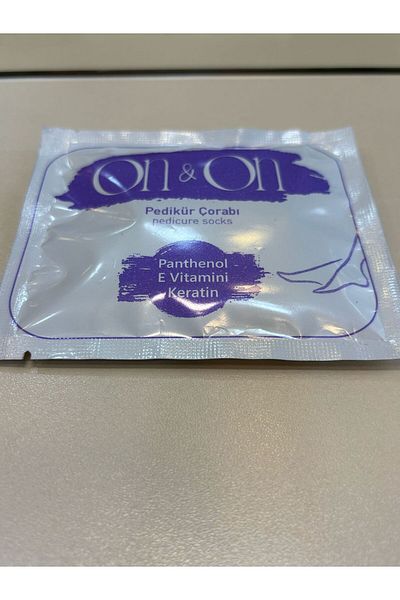 On & On
Pedikür Çorabı
pedicure socks
Panthenol
E Vitamini
Keratin